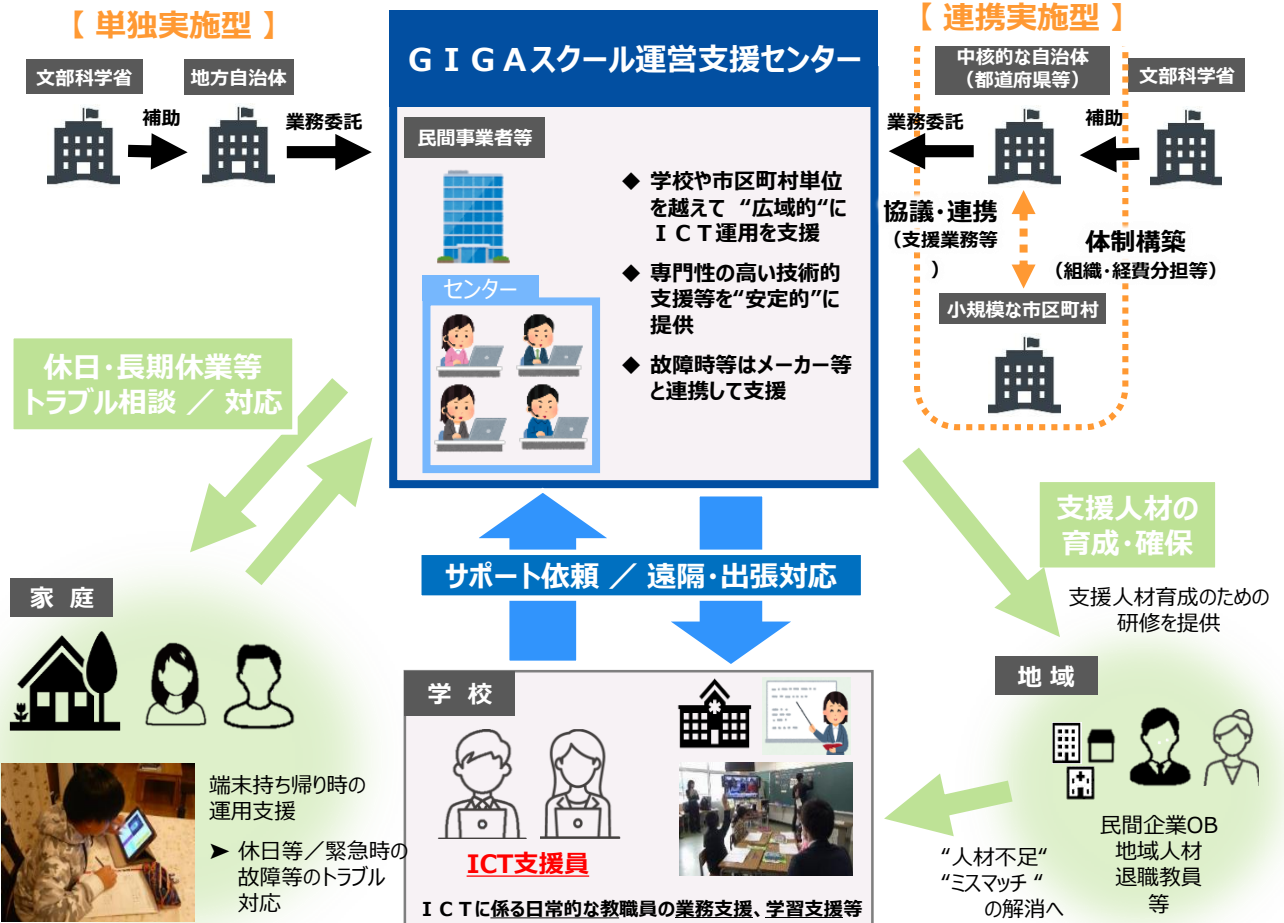 【 単独実施型 】
文部科学省
地方自治体
補助
業務委託
GIGAスクール運営支援センター
民間事業者等
センター
◆ 学校や市区町村単位
を越えて “広域的“に
ICT運用を支援
◆ 専門性の高い技術的
支援等を“安定的”に
提供
◆ 故障時等はメーカー等
と連携して支援
【 連携実施型 】
中核的な自治体
（都道府県等）
文部科学省
業務委託
補助
協議・連携
（支援業務等
）
体制構築
（組織・経費分担等）
小規模な市区町村
休日・長期休業等
トラブル相談 ／ 対応
サポート依頼 ／ 遠隔・出張対応
支援人材の
育成・確保
支援人材育成のための
研修を提供
家 庭
端末持ち帰り時の
運用支援
➤ 休日等／緊急時の
故障等のトラブル
対応
学 校
ICT支援員
ICTに係る日常的な教職員の業務支援、学習支援等
地 域
民間企業OB
地域人材
退職教員
等
“人材不足“
“ミスマッチ “
の解消へ